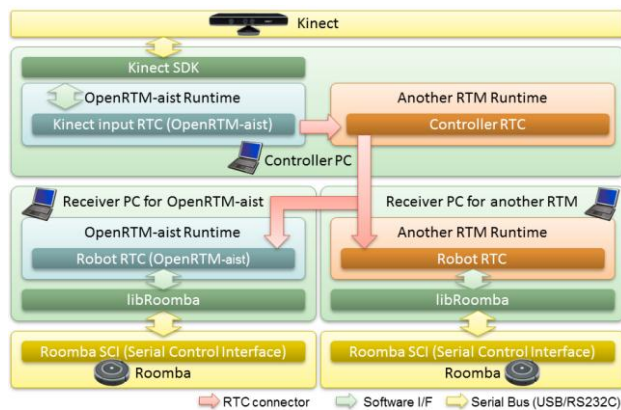 Kinect
Kinect SDK
OpenRTM-aist Runtime
Another RTM Runtime
Kinect input RTC (OpenRTM-aist)
Controller RTC
Controller PC
Receiver PC for OpenRTM-aist
Receiver PC for another RTM
OpenRTM-aist Runtime
Another RTM Runtime
Robot RTC (OpenRTM-aist)
Robot RTC
libRoomba
libRoomba
Roomba SCI (Serial Control Interface)
Roomba SCI (Serial Control Interface)
Roomba
Roomba
RTC connector
Software I/F
Serial Bus (USB/RS232C)